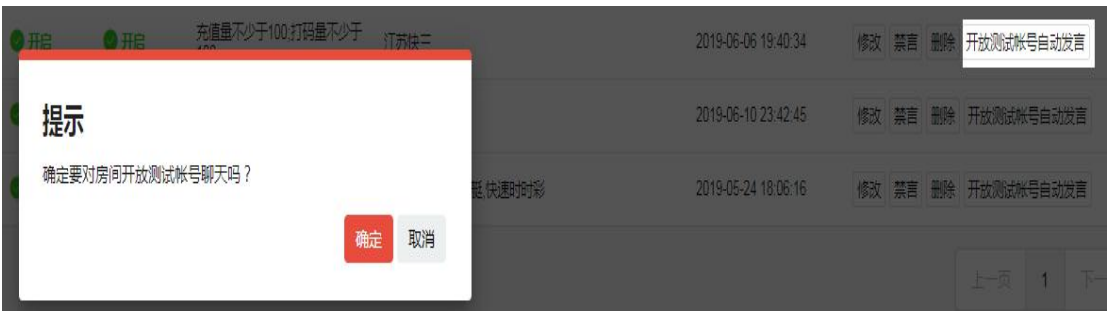 开启 开启 充值量不少于100;打码量不少于 江苏快三 2019-06-06 19:40:34 修改 禁言 删除 开放测试帐号自动发言
提示
2019-06-10 23:42:45 修改 禁言 删除 开放测试帐号自动发言
确定要对房间开放测试帐号聊天吗？
快速时时彩 2019-05-24 18:06:16 修改 禁言 删除 开放测试帐号自动发言
确定 取消
上一页 1 下一